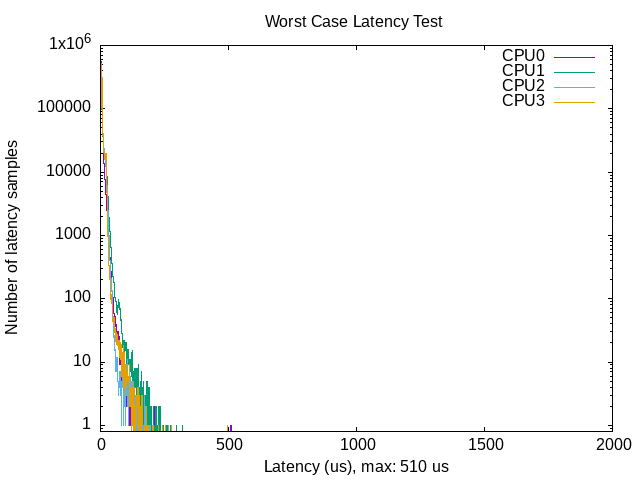 Worst Case Latency Test
1x10^6
100000
10000
1000
100
10
1
Number of latency samples
CPU0
CPU1
CPU2
CPU3
0 500 1000 1500 2000
Latency (us), max: 510 us